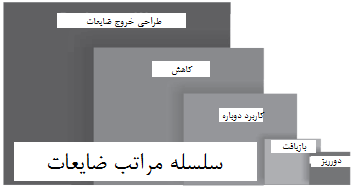 طراحی خروج ضایعات
کاهش
کاربرد دوباره
بازیافت
دورریز
سلسله مراتب ضایعات